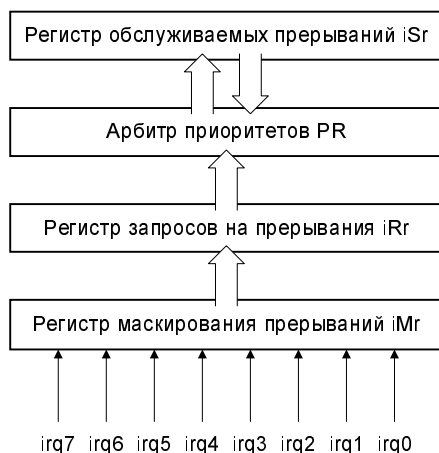 Регистр обслуживаемых прерываний iSr
Арбитр приоритетов PR
Регистр запросов на прерывания iRr
Регистр маскирования прерываний iMr
irq7 irq6 irq5 irq4 irq3 irq2 irq1 irq0